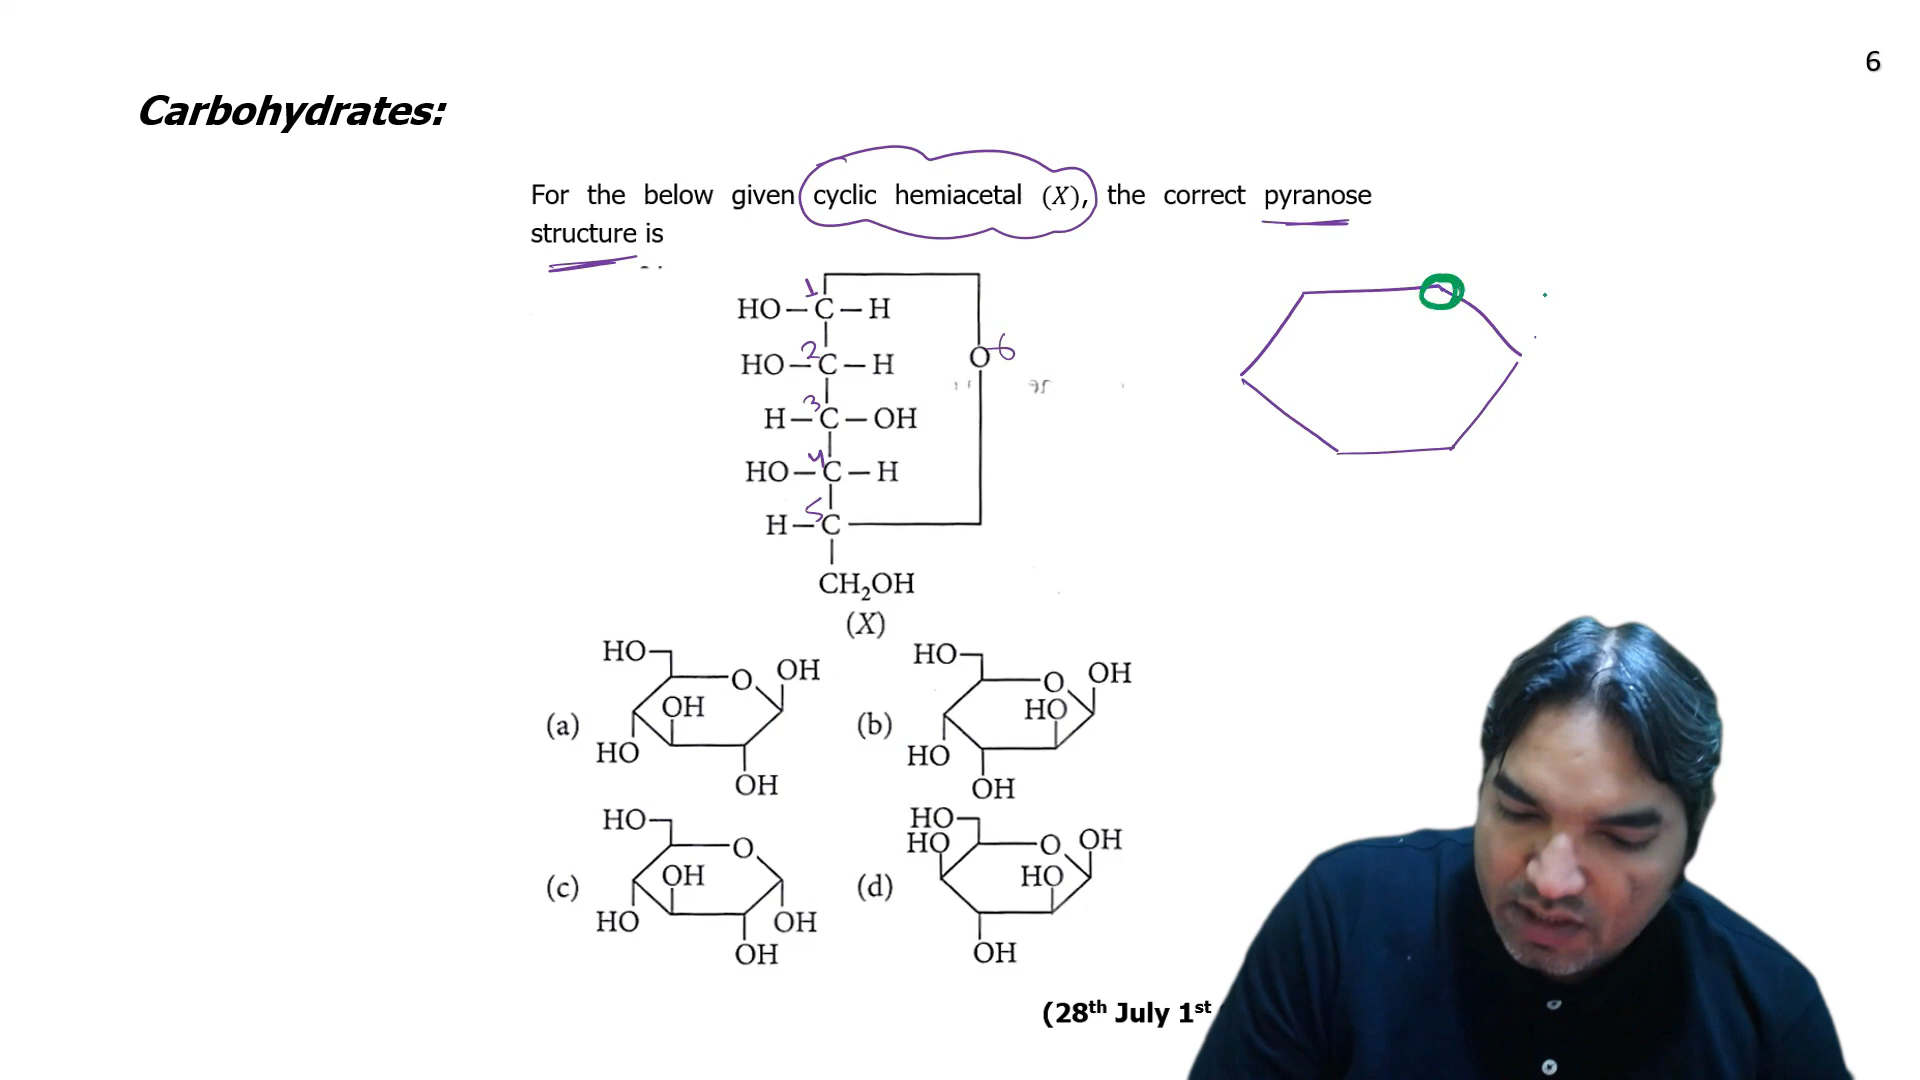 6
Carbohydrates:
For the below given cyclic hemiacetal (X), the correct pyranose
structure is
1
HO–C–H
2
HO–C–H
O 6
3
H–C–OH
4
HO–C–H
5
H–C
CH₂OH
(X)
(a) HO O OH OH HO OH
(b) HO O OH HO HO OH
(c) HO O OH HO OH OH
(d) HO HO O OH HO OH
(28th July 1st